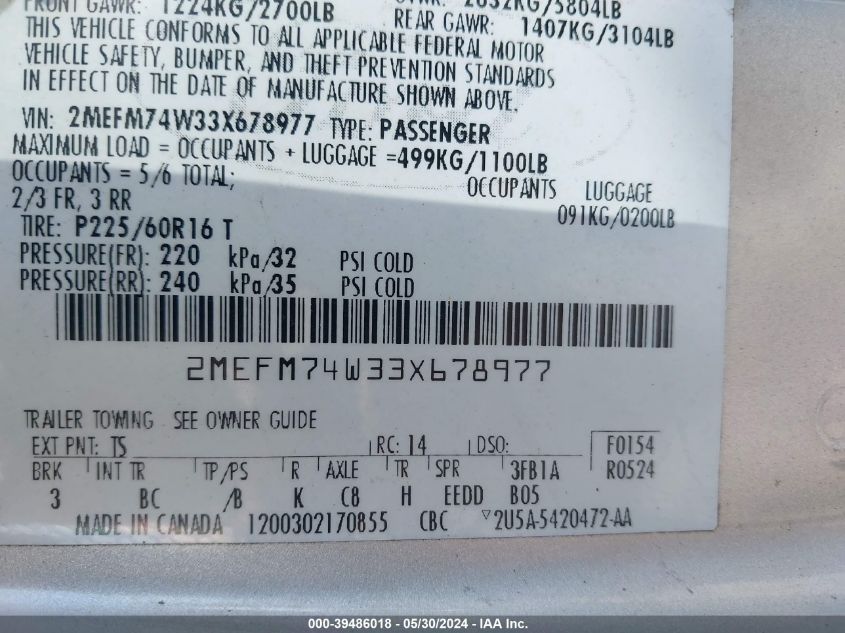 FRONT GAWR: 1224KG/2700LB
GVWR: 2632KG/5804LB
REAR GAWR: 1407KG/3104LB
THIS VEHICLE CONFORMS TO ALL APPLICABLE FEDERAL MOTOR
VEHICLE SAFETY, BUMPER, AND THEFT PREVENTION STANDARDS
IN EFFECT ON THE DATE OF MANUFACTURE SHOWN ABOVE.
VIN: 2MEFM74W33X678977 TYPE: PASSENGER
MAXIMUM LOAD = OCCUPANTS + LUGGAGE =499KG/1100LB
OCCUPANTS = 5/6 TOTAL; OCCUPANTS LUGGAGE
2/3 FR, 3 RR 091KG/0200LB
TIRE: P225/60R16 T
PRESSURE(FR): 220 kPa/32 PSI COLD
PRESSURE(RR): 240 kPa/35 PSI COLD
2MEFM74W33X678977
TRAILER TOWING SEE OWNER GUIDE
EXT PNT: TS RC: 14 DSO: F0154
BRK INT TR TP/PS R AXLE TR SPR 3FB1A R0524
3 BC /B K C8 H EEDD B05
MADE IN CANADA 1200302170855 CBC 2U5A-5420472-AA
000-39486018 - 05/30/2024 - IAA Inc.